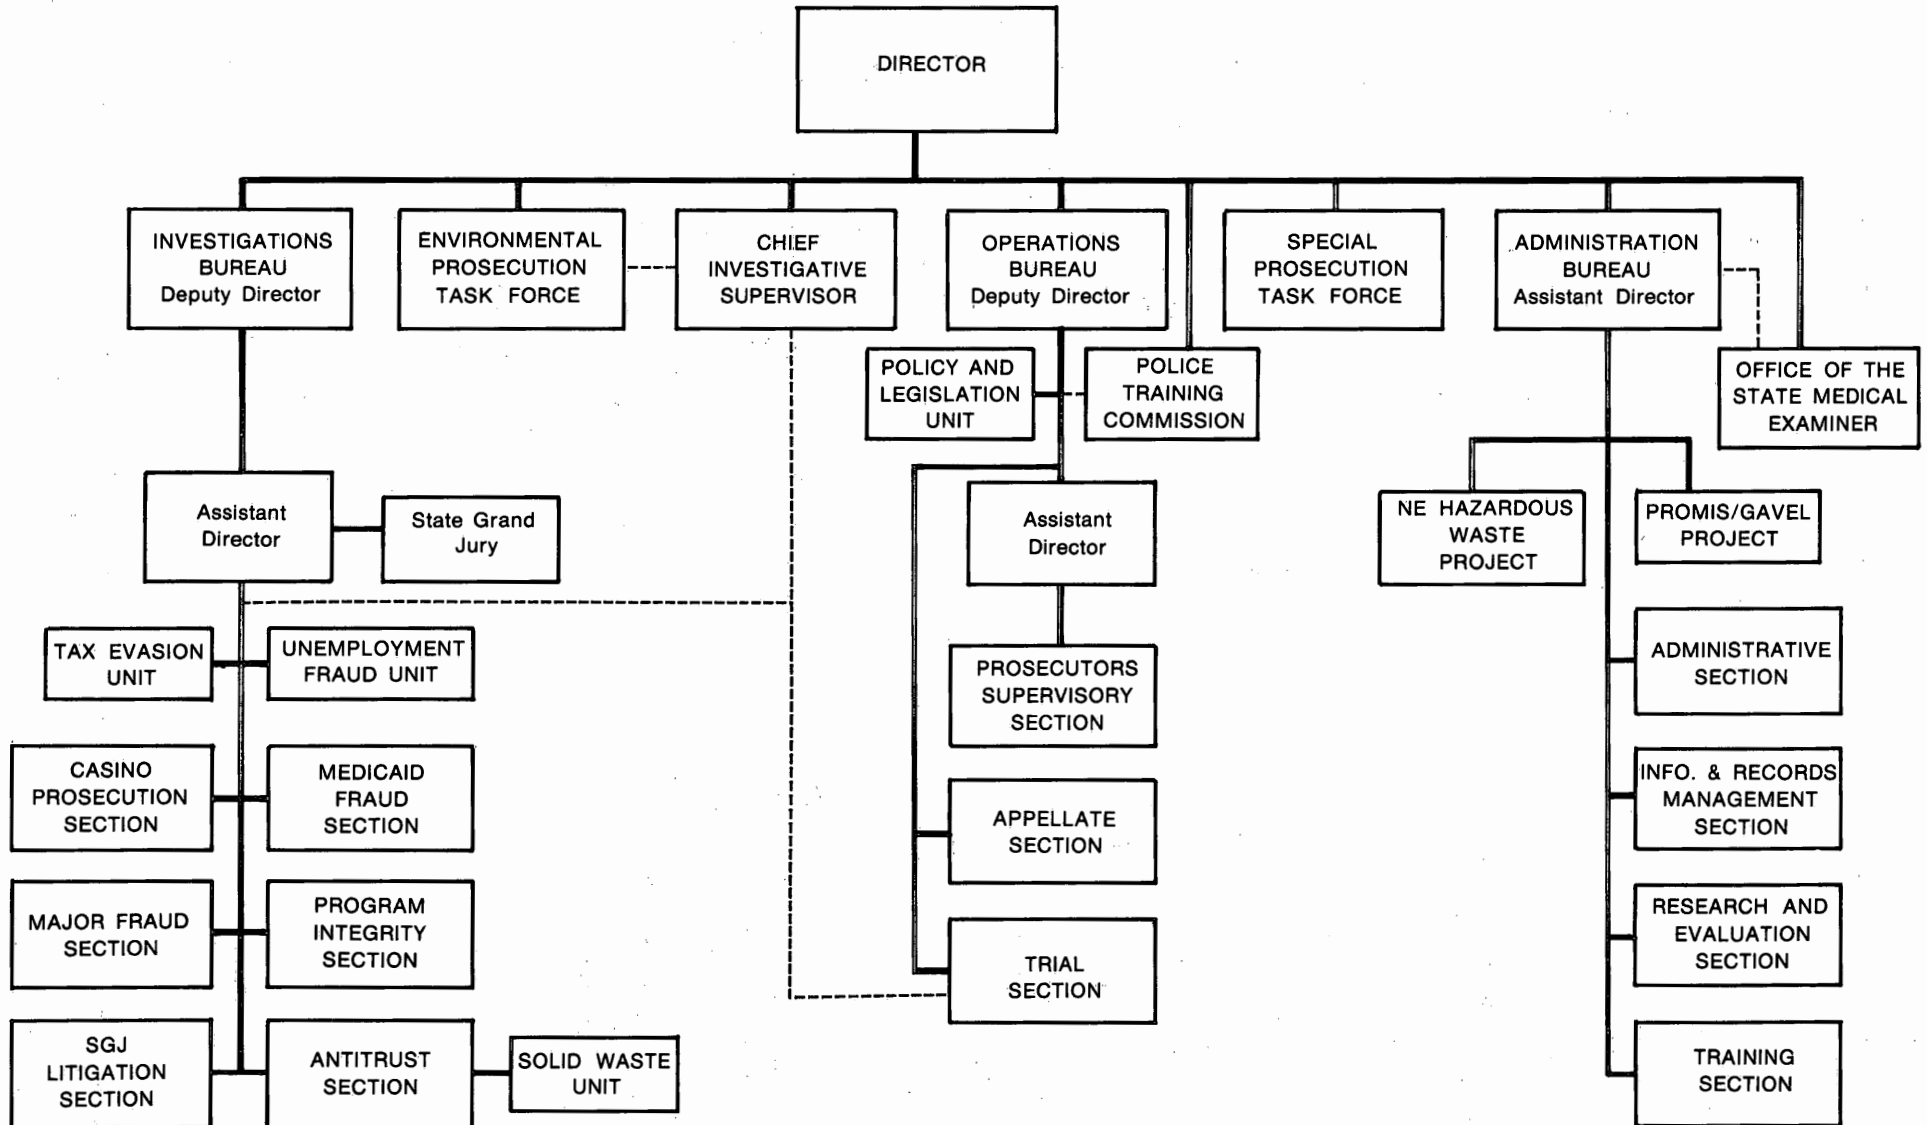 DIRECTOR
INVESTIGATIONS
BUREAU
Deputy Director
ENVIRONMENTAL
PROSECUTION
TASK FORCE
CHIEF
INVESTIGATIVE
SUPERVISOR
OPERATIONS
BUREAU
Deputy Director
SPECIAL
PROSECUTION
TASK FORCE
ADMINISTRATION
BUREAU
Assistant Director
POLICY AND
LEGISLATION
UNIT
POLICE
TRAINING
COMMISSION
OFFICE OF THE
STATE MEDICAL
EXAMINER
Assistant
Director
State Grand
Jury
Assistant
Director
NE HAZARDOUS
WASTE
PROJECT
PROMIS/GAVEL
PROJECT
TAX EVASION
UNIT
UNEMPLOYMENT
FRAUD UNIT
PROSECUTORS
SUPERVISORY
SECTION
ADMINISTRATIVE
SECTION
CASINO
PROSECUTION
SECTION
MEDICAID
FRAUD
SECTION
APPELLATE
SECTION
INFO. & RECORDS
MANAGEMENT
SECTION
MAJOR FRAUD
SECTION
PROGRAM
INTEGRITY
SECTION
TRIAL
SECTION
RESEARCH AND
EVALUATION
SECTION
SGJ
LITIGATION
SECTION
ANTITRUST
SECTION
SOLID WASTE
UNIT
TRAINING
SECTION